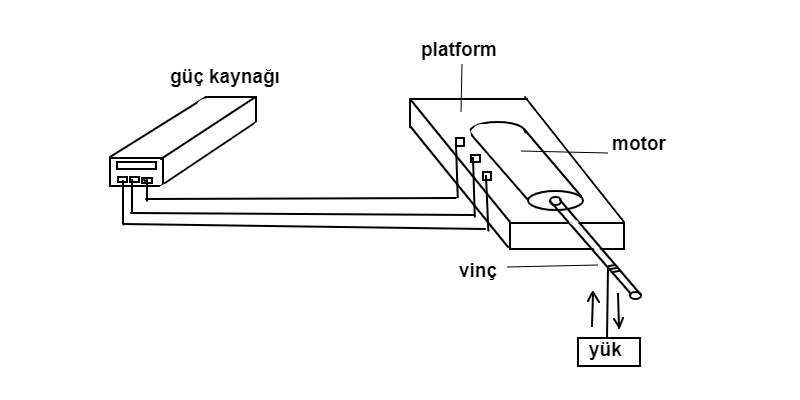 platform
güç kaynağı
motor
vinç
yük